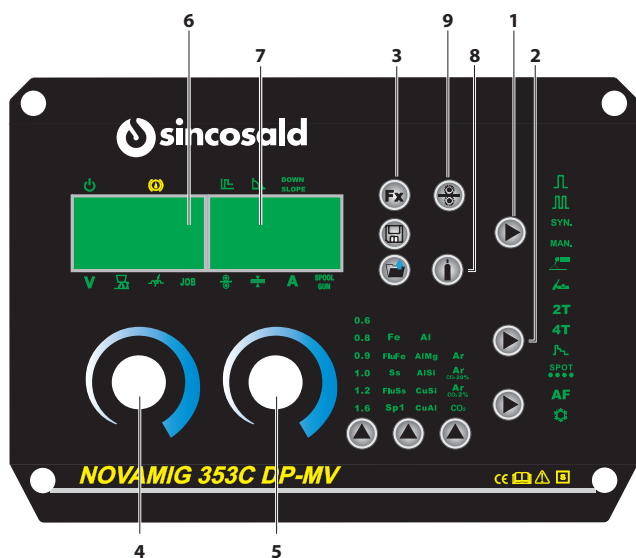 6 7 3 9 1
8 2
sincosald
DOWN
SLOPE
Fx
SYN.
MAN.
V JOB A SPOOL
GUN
2T
4T
SPOT
AF
0.6
0.8 Fe Al
0.9 FluFe AlMg Ar
1.0 Ss AlSi Ar
CO₂ 20%
1.2 FluSs CuSi Ar
CO₂ 2%
1.6 Sp1 CuAl CO₂
NOVAMIG 353C DP-MV
CE S
4 5